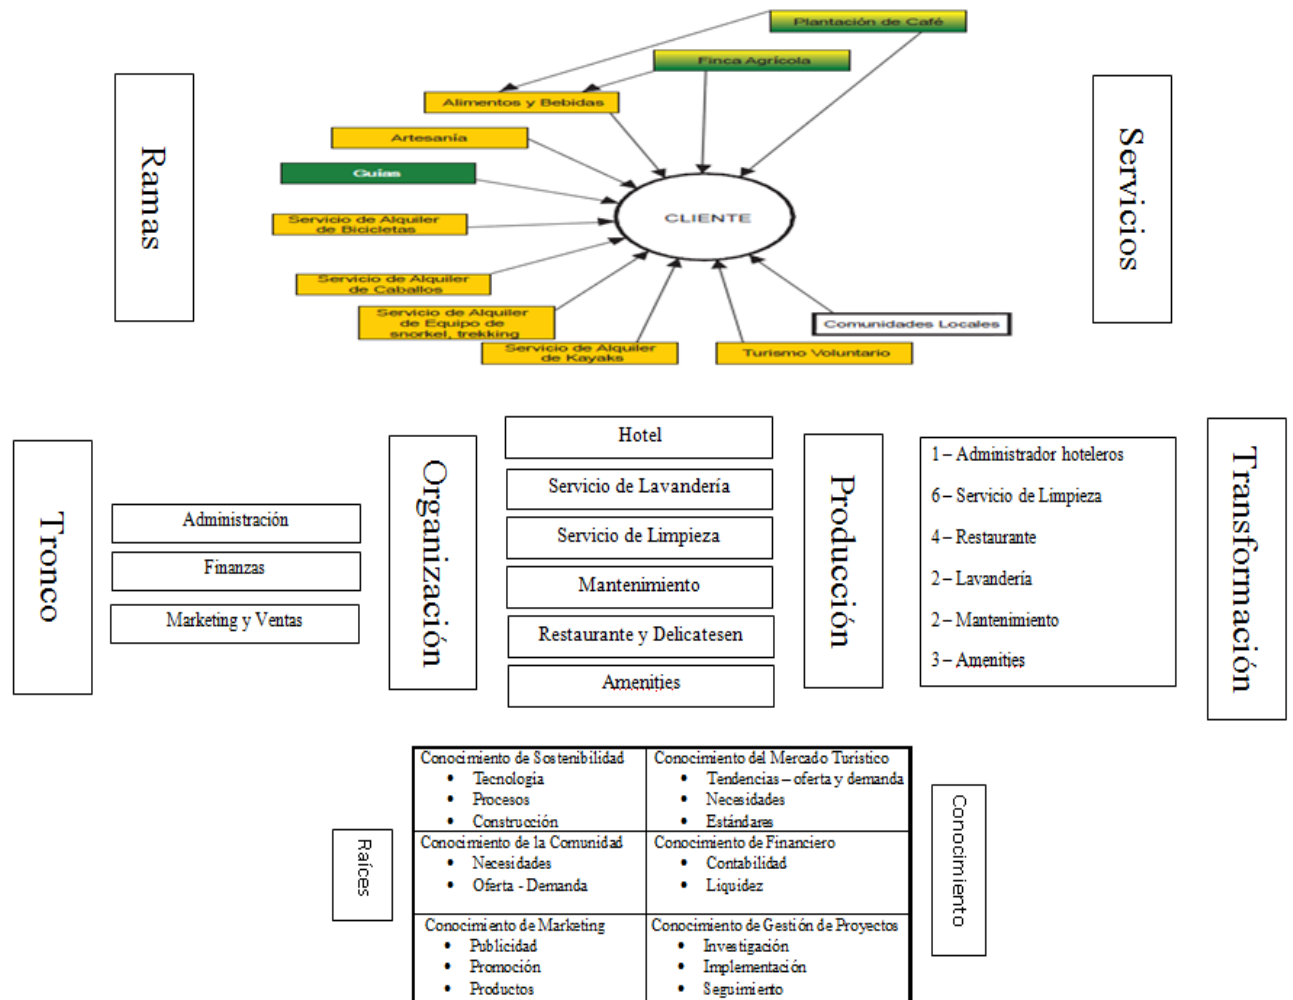 Plantación de Café
Finca Agrícola
Alimentos y Bebidas
Artesanía
Guías
Servicio de Alquiler
de Bicicletas
Servicio de Alquiler
de Caballos
Servicio de Alquiler
de Equipo de
snorkel, trekking
Servicio de Alquiler
de Kayaks
Turismo Voluntario
Comunidades Locales
CLIENTE
Ramas
Servicios
Tronco
Administración
Finanzas
Marketing y Ventas
Organización
Hotel
Servicio de Lavandería
Servicio de Limpieza
Mantenimiento
Restaurante y Delicatesen
Amenities
Producción
1 – Administrador hoteleros
6 – Servicio de Limpieza
4 – Restaurante
2 – Lavandería
2 – Mantenimiento
3 – Amenities
Transformación
Raíces
Conocimiento de Sostenibilidad
• Tecnologia
• Procesos
• Construcción
Conocimiento del Mercado Turístico
• Tendencias – oferta y demanda
• Necesidades
• Estándares
Conocimiento de la Comunidad
• Necesidades
• Oferta - Demanda
Conocimiento de Financiero
• Contabilidad
• Liquidez
Conocimiento de Marketing
• Publicidad
• Promoción
• Productos
Conocimiento de Gestión de Proyectos
• Investigación
• Implementación
• Seguimiento
Conocimiento